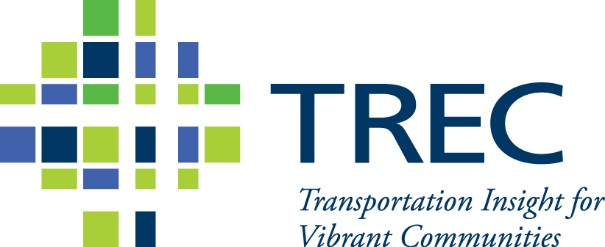 TREC
Transportation Insight for
Vibrant Communities